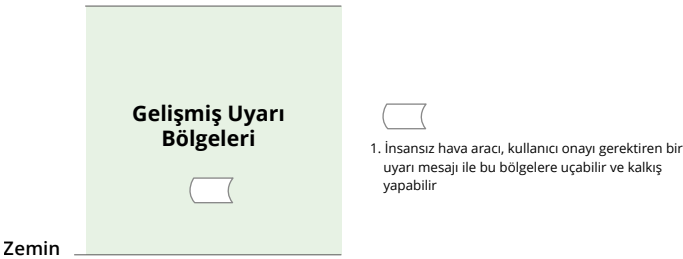 Gelişmiş Uyarı
Bölgeleri
Zemin
1. İnsansız hava aracı, kullanıcı onayı gerektiren bir
uyarı mesajı ile bu bölgelere uçabilir ve kalkış
yapabilir